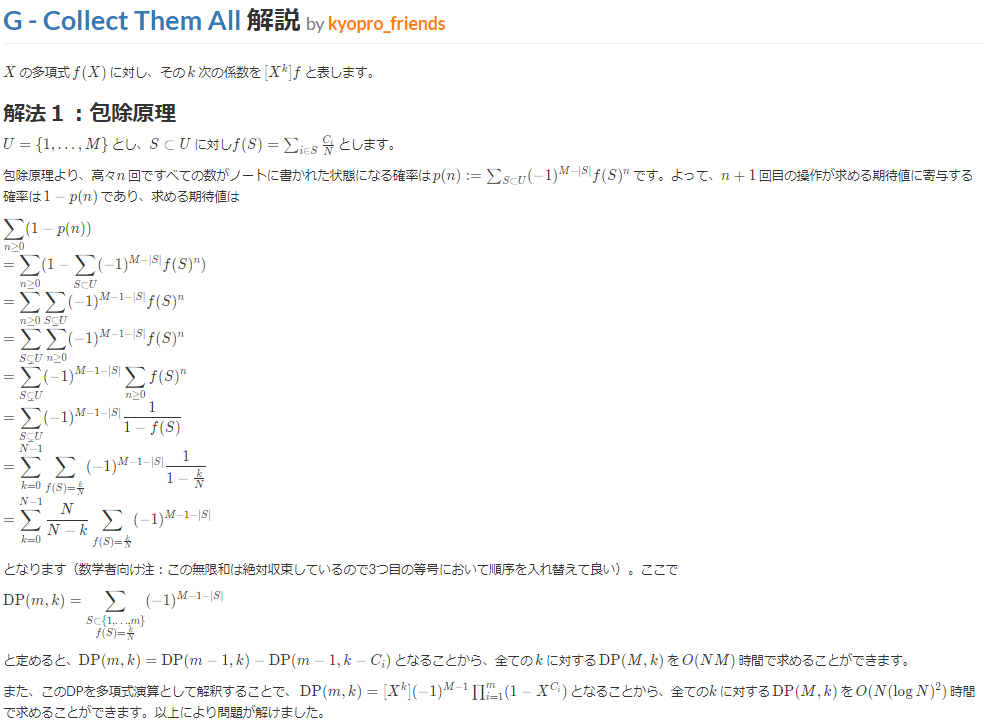 G - Collect Them All 解説 by kyopro_friends
X の多項式 f(X) に対し、その k 次の係数を [X^k]f と表します。
解法１：包除原理
U = {1, …, M} とし、S ⊂ U に対し f(S) = ∑_{i∈S} C_i/N とします。
包除原理より、高々n 回ですべての数がノートに書かれた状態になる確率は p(n) := ∑_{S⊂U} (−1)^{M−|S|} f(S)^n です。よって、n + 1 回目の操作が求める期待値に寄与する
確率は 1 − p(n) であり、求める期待値は
∑_{n≥0} (1 − p(n))
= ∑_{n≥0} (1 − ∑_{S⊂U} (−1)^{M−|S|} f(S)^n)
= ∑_{n≥0} ∑_{S⊊U} (−1)^{M−1−|S|} f(S)^n
= ∑_{S⊊U} ∑_{n≥0} (−1)^{M−1−|S|} f(S)^n
= ∑_{S⊊U} (−1)^{M−1−|S|} ∑_{n≥0} f(S)^n
= ∑_{S⊊U} (−1)^{M−1−|S|} 1/(1 − f(S))
= ∑_{k=0}^{N−1} ∑_{f(S)=k/N} (−1)^{M−1−|S|} 1/(1 − k/N)
= ∑_{k=0}^{N−1} N/(N − k) ∑_{f(S)=k/N} (−1)^{M−1−|S|}
となります（数学者向け注：この無限和は絶対収束しているので3つ目の等号において順序を入れ替えて良い）。ここで
DP(m, k) = ∑_{S⊂{1,…,m} f(S)=k/N} (−1)^{M−1−|S|}
と定めると、DP(m, k) = DP(m − 1, k) − DP(m − 1, k − C_i) となることから、全ての k に対する DP(M, k) を O(NM) 時間で求めることができます。
また、このDPを多項式演算として解釈することで、DP(m, k) = [X^k](−1)^{M−1} ∏_{i=1}^{m} (1 − X^{C_i}) となることから、全てのk に対する DP(M, k) を O(N(log N)^2) 時間
で求めることができます。以上により問題が解けました。